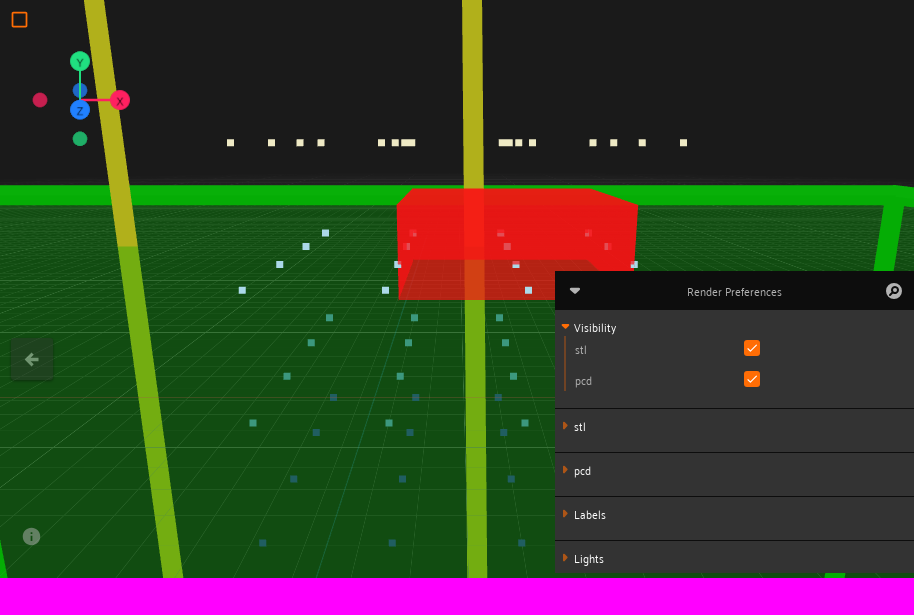 Y
X
Z
Render Preferences
Visibility
stl
pcd
stl
pcd
Labels
Lights